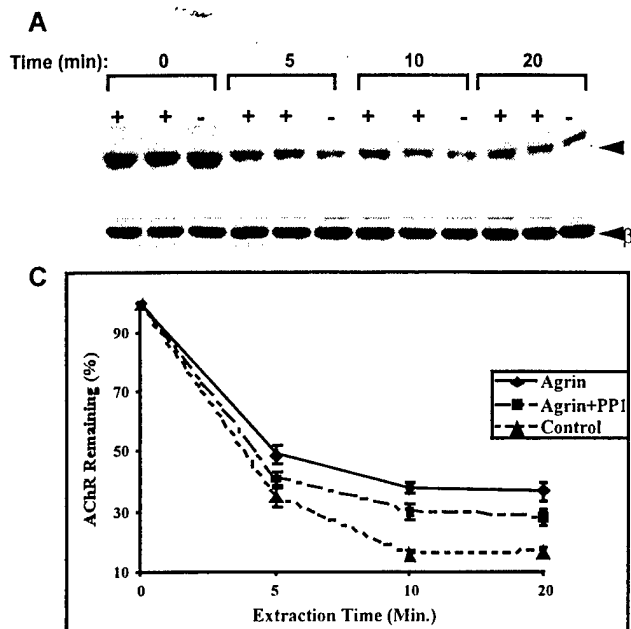 A
Time (min): 0 5 10 20
+ + - + + - + + - + + -
β
C
90
70
50
30
10
0 5 10 20
AChR Remaining (%)
Extraction Time (Min.)
Agrin
Agrin+PP1
Control